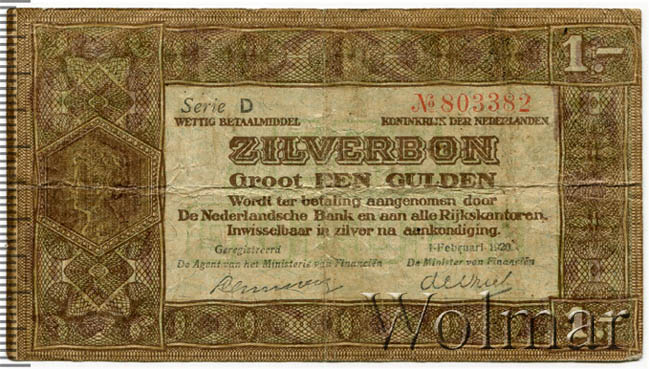 1.-
Serie D № 803382
WETTIG BETAALMIDDEL KONINKRIJK DER NEDERLANDEN
ZILVERBON
Groot EEN GULDEN
Wordt ter betaling aangenomen door
De Nederlandsche Bank en aan alle Rijkskantoren.
Inwisselbaar in zilver na aankondiging.
Geregistreerd 1 Februari 1920.
De Agent van het Ministerie van Financiën De Minister van Financiën
Wolmar